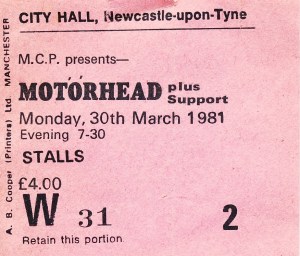 CITY HALL, Newcastle-upon-Tyne
M.C.P. presents—
MOTÖRHEAD plus
Support
Monday, 30th March 1981
Evening 7-30
STALLS
£4.00
W 31 2
Retain this portion
A. B. Cooper (Printers) Ltd. MANCHESTER